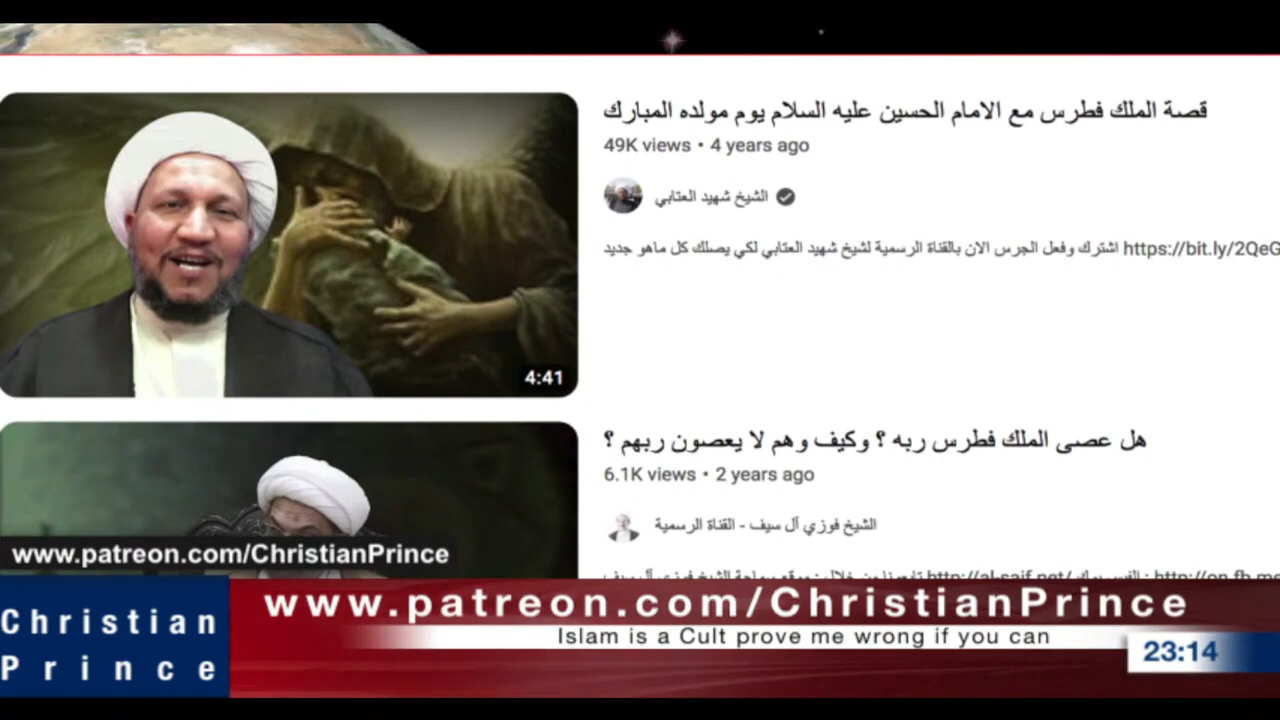 قصة الملك فطرس مع الامام الحسين عليه السلام يوم مولده المبارك
49K views • 4 years ago
الشيخ شهيد العتابي
اشترك وفعل الجرس الان بالقناة الرسمية لشيخ شهيد العتابي لكي يصلك كل ماهو جديد https://bit.ly/2QeG
4:41
هل عصى الملك فطرس ربه ؟ وكيف وهم لا يعصون ربهم ؟
6.1K views • 2 years ago
الشيخ فوزي آل سيف - القناة الرسمية
www.patreon.com/ChristianPrince
http://al-saif.net/
www.patreon.com/ChristianPrince
Islam is a Cult prove me wrong if you can
Christian
Prince
23:14